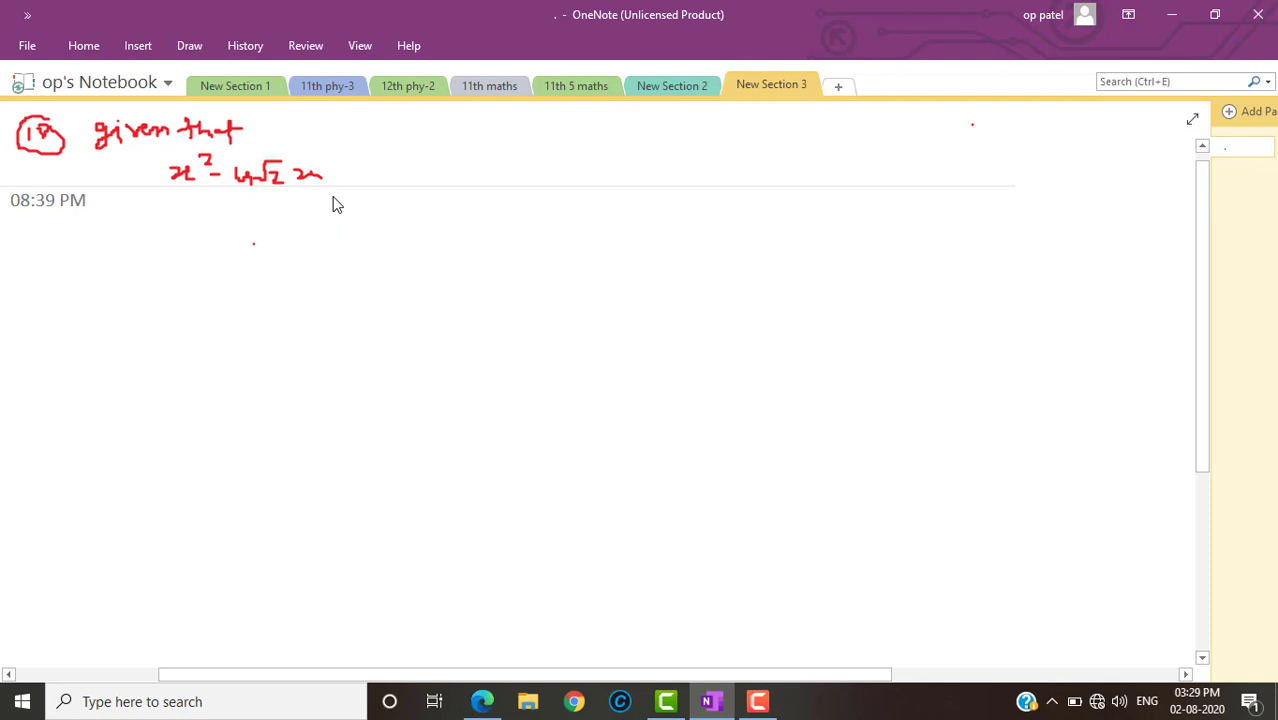 . - OneNote (Unlicensed Product)
op patel
File Home Insert Draw History Review View Help
op's Notebook
New Section 1
11th phy-3
12th phy-2
11th maths
11th 5 maths
New Section 2
New Section 3
Search (Ctrl+E)
Add Pa
.
18 given that
x² - 4√2 x
08:39 PM
Type here to search
ENG
03:29 PM
02-08-2020
1